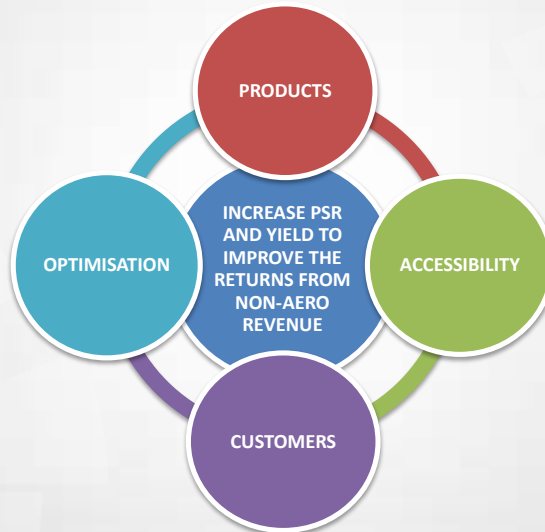 PRODUCTS
OPTIMISATION
INCREASE PSR
AND YIELD TO
IMPROVE THE
RETURNS FROM
NON-AERO
REVENUE
ACCESSIBILITY
CUSTOMERS